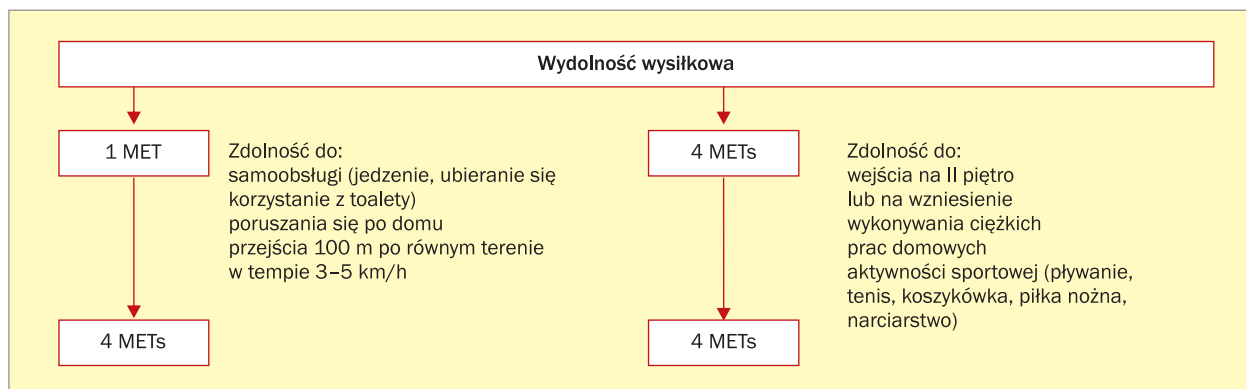 Wydolność wysiłkowa
1 MET
Zdolność do:
samoobsługi (jedzenie, ubieranie się
korzystanie z toalety)
poruszania się po domu
przejścia 100 m po równym terenie
w tempie 3–5 km/h
4 METs
4 METs
Zdolność do:
wejścia na II piętro
lub na wzniesienie
wykonywania ciężkich
prac domowych
aktywności sportowej (pływanie,
tenis, koszykówka, piłka nożna,
narciarstwo)
4 METs